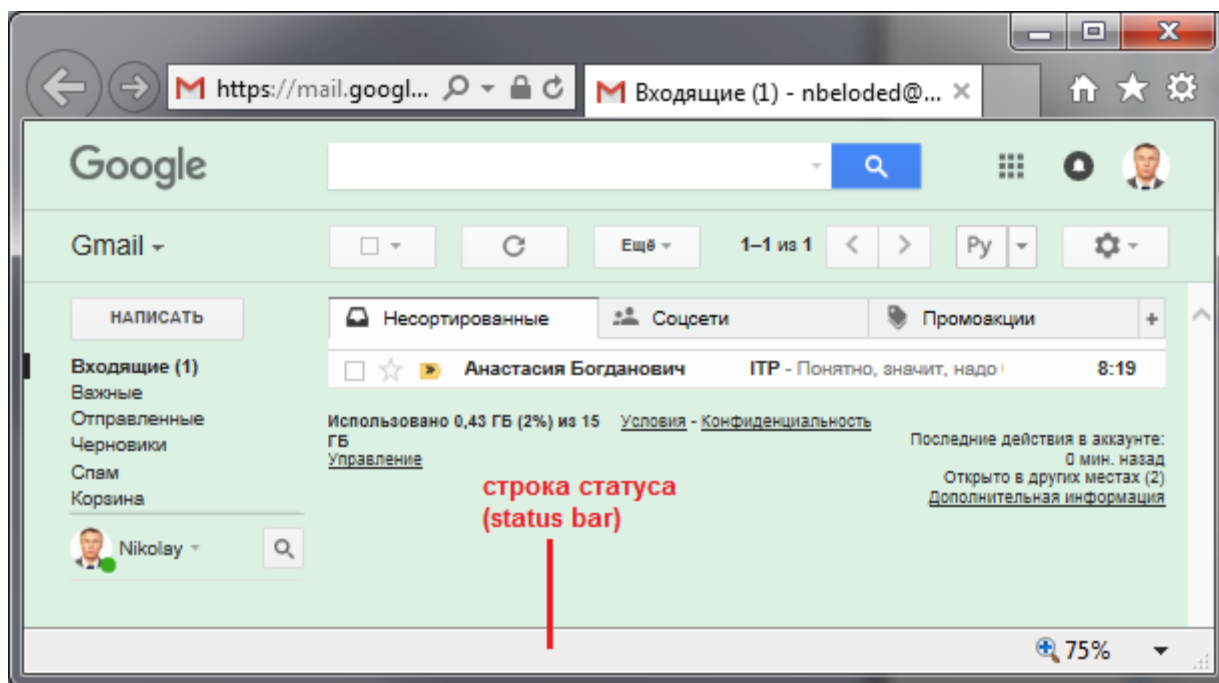 https://mail.googl...
Входящие (1) - nbeloded@...
Google
Gmail
Ещё
1–1 из 1
Ру
НАПИСАТЬ
Несортированные
Соцсети
Промоакции
+
Входящие (1)
Важные
Отправленные
Черновики
Спам
Корзина
Nikolay
Анастасия Богданович ITP - Понятно, значит, надо 8:19
Использовано 0,43 ГБ (2%) из 15
ГБ
Управление
Условия - Конфиденциальность
Последние действия в аккаунте:
0 мин. назад
Открыто в других местах (2)
Дополнительная информация
строка статуса
(status bar)
75%